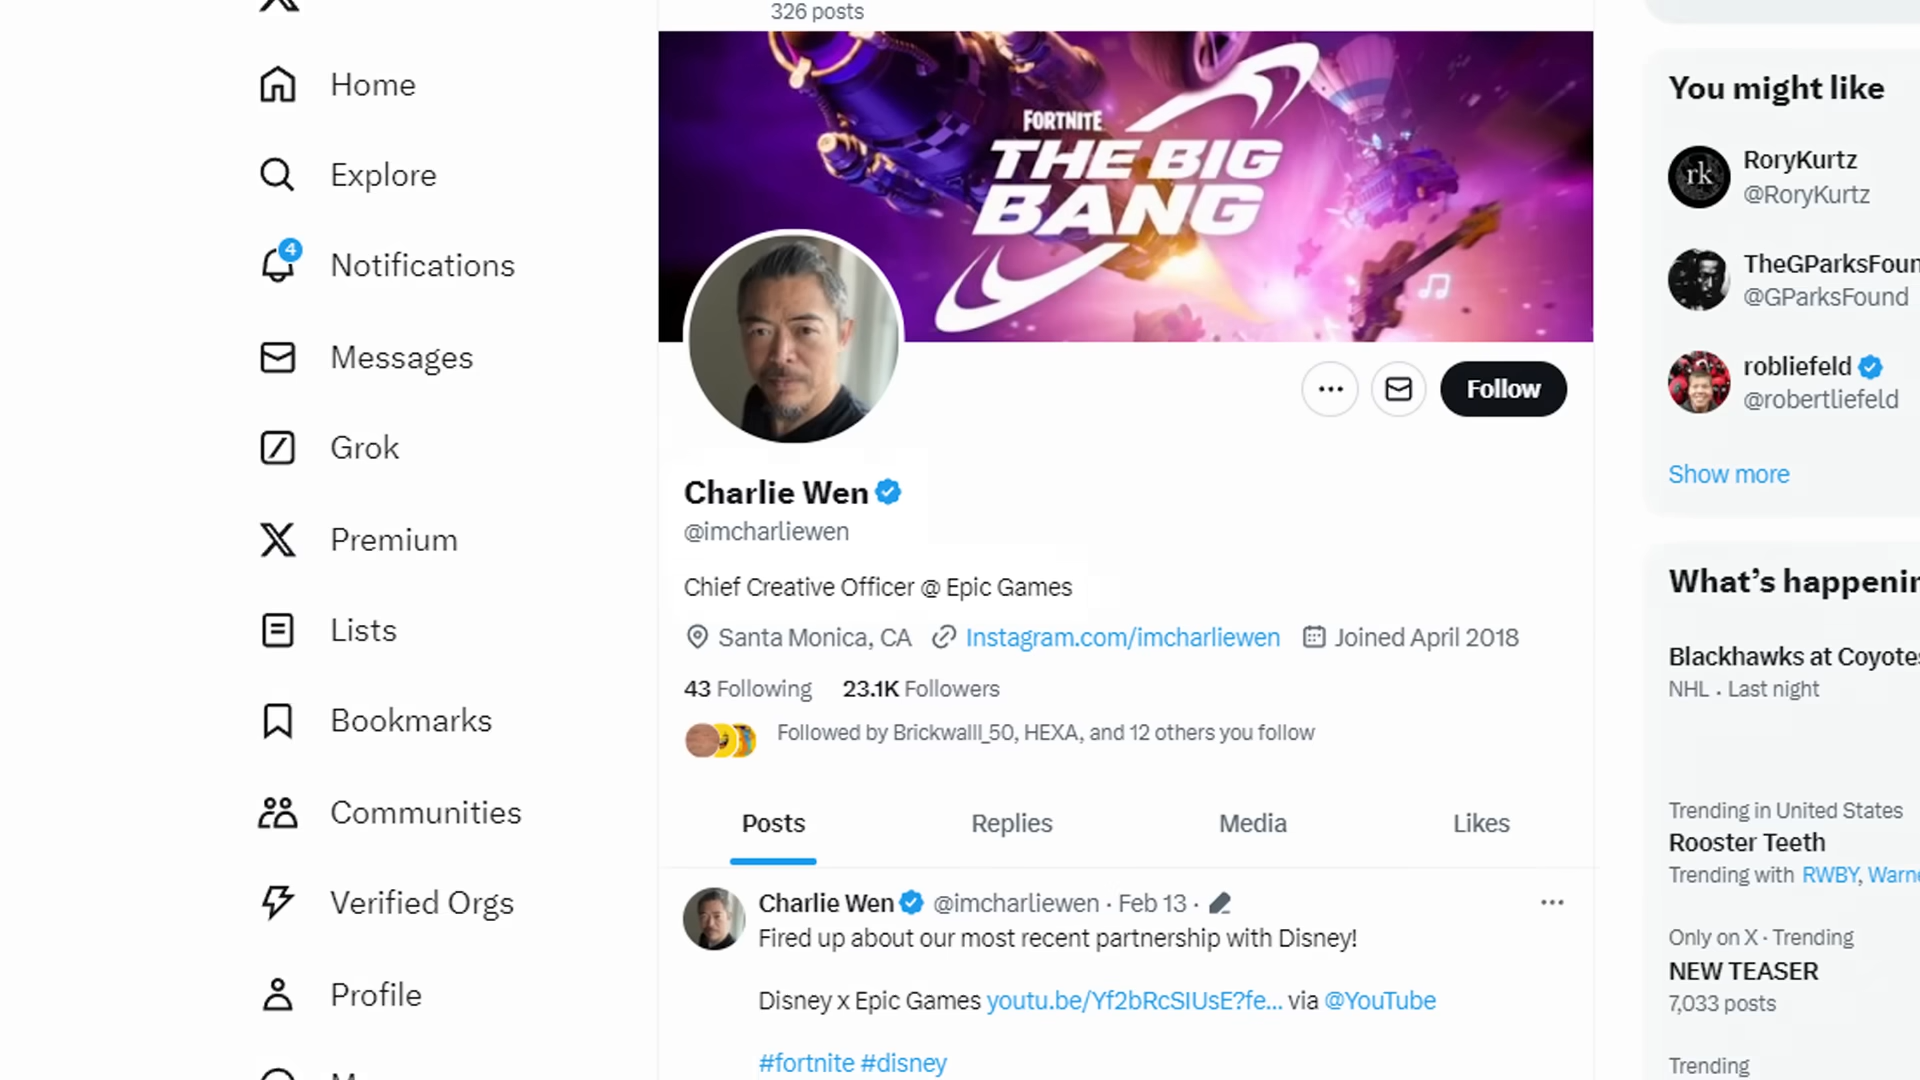 326 posts
Home
Explore
4
Notifications
Messages
Grok
Premium
Lists
Bookmarks
Communities
Verified Orgs
Profile
FORTNITE
THE BIG
BANG
Follow
Charlie Wen
@imcharliewen
Chief Creative Officer @ Epic Games
Santa Monica, CA Instagram.com/imcharliewen Joined April 2018
43 Following 23.1K Followers
Followed by Brickwalll_50, HEXA, and 12 others you follow
Posts Replies Media Likes
Charlie Wen @imcharliewen · Feb 13 ·
Fired up about our most recent partnership with Disney!
Disney x Epic Games youtu.be/Yf2bRcSIUsE?fe... via @YouTube
#fortnite #disney
You might like
rk
RoryKurtz
@RoryKurtz
TheGParksFoun
@GParksFound
robliefeld
@robertliefeld
Show more
What's happenin
Blackhawks at Coyotes
NHL · Last night
Trending in United States
Rooster Teeth
Trending with RWBY, Warne
Only on X · Trending
NEW TEASER
7,033 posts
Trending